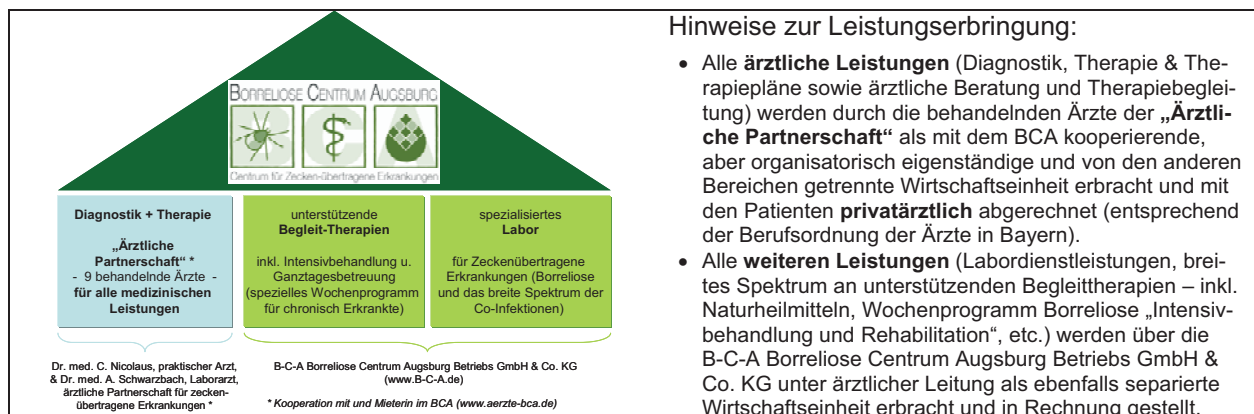 BORRELIOSE CENTRUM AUGSBURG
Centrum für Zecken-übertragene Erkrankungen
Diagnostik + Therapie
„Ärztliche
Partnerschaft“ *
- 9 behandelnde Ärzte -
für alle medizinischen
Leistungen
unterstützende
Begleit-Therapien
inkl. Intensivbehandlung u.
Ganztagesbetreuung
(spezielles Wochenprogramm
für chronisch Erkrankte)
spezialisiertes
Labor
für Zeckenübertragene
Erkrankungen (Borreliose
und das breite Spektrum der
Co-Infektionen)
Dr. med. C. Nicolaus, praktischer Arzt,
& Dr. med. A. Schwarzbach, Laborarzt,
ärztliche Partnerschaft für zecken-
übertragene Erkrankungen *
B-C-A Borreliose Centrum Augsburg Betriebs GmbH & Co. KG
(www.B-C-A.de)
* Kooperation mit und Mieterin im BCA (www.aerzte-bca.de)
Hinweise zur Leistungserbringung:
• Alle ärztliche Leistungen (Diagnostik, Therapie & The-
rapiepläne sowie ärztliche Beratung und Therapiebeglei-
tung) werden durch die behandelnden Ärzte der „Ärztli-
che Partnerschaft“ als mit dem BCA kooperierende,
aber organisatorisch eigenständige und von den anderen
Bereichen getrennte Wirtschaftseinheit erbracht und mit
den Patienten privatärztlich abgerechnet (entsprechend
der Berufsordnung der Ärzte in Bayern).
• Alle weiteren Leistungen (Labordienstleistungen, brei-
tes Spektrum an unterstützenden Begleittherapien – inkl.
Naturheilmitteln, Wochenprogramm Borreliose „Intensiv-
behandlung und Rehabilitation“, etc.) werden über die
B-C-A Borreliose Centrum Augsburg Betriebs GmbH &
Co. KG unter ärztlicher Leitung als ebenfalls separierte
Wirtschaftseinheit erbracht und in Rechnung gestellt.